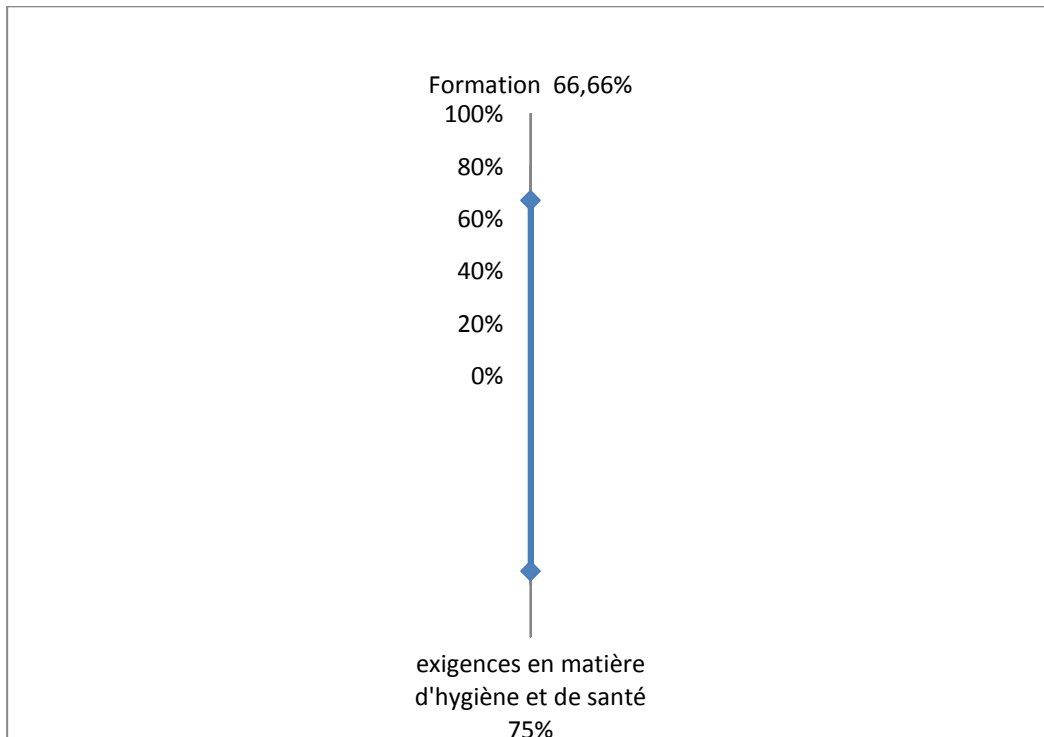 Formation 66,66%
100%
80%
60%
40%
20%
0%
exigences en matière
d'hygiène et de santé
75%